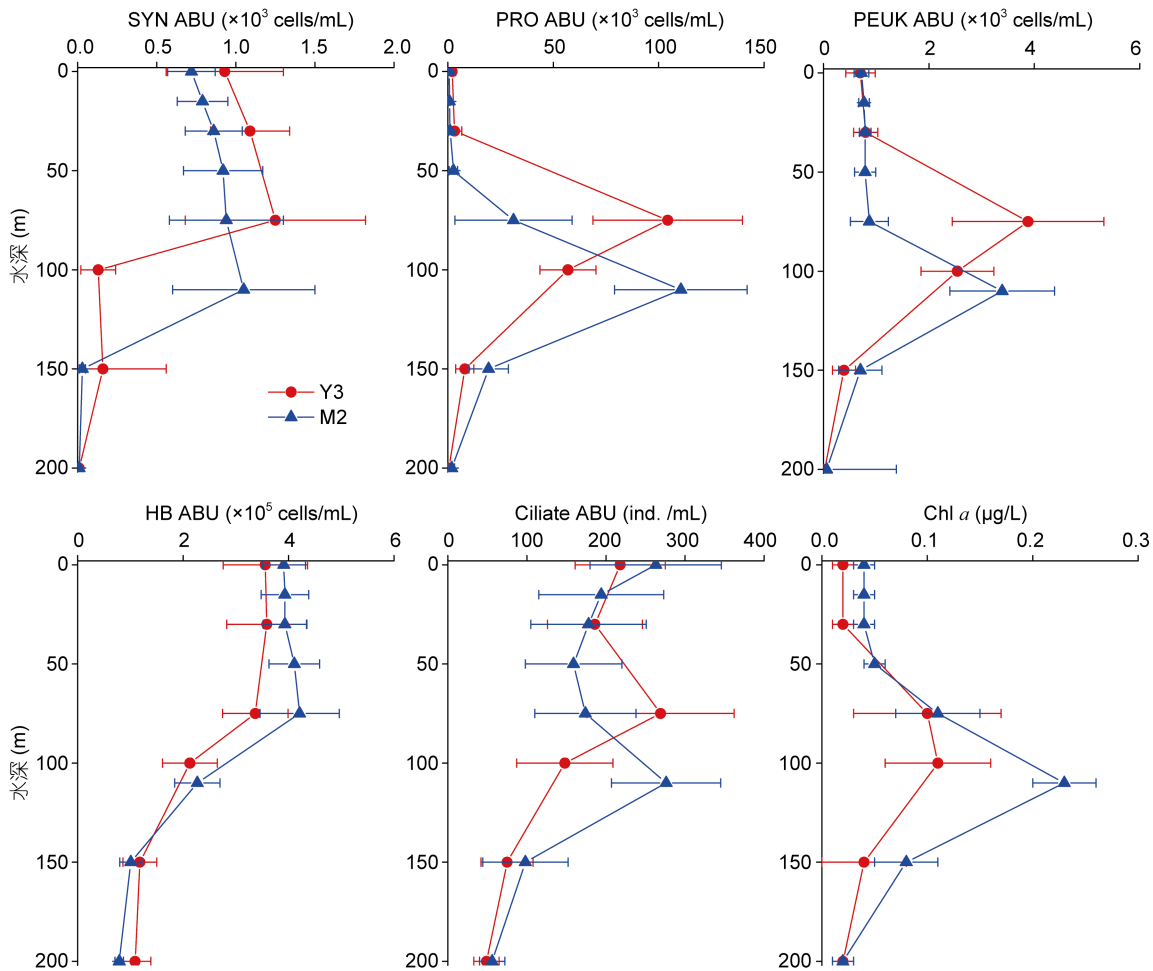 SYN ABU (×10³ cells/mL)
0 0.5 1.0 1.5 2.0
0
50
100
150
200
水深 (m)
Y3
M2
PRO ABU (×10³ cells/mL)
0 50 100 150
0
50
100
150
200
PEUK ABU (×10³ cells/mL)
0 2 4 6
0
50
100
150
200
HB ABU (×10⁵ cells/mL)
0 2 4 6
0
50
100
150
200
水深 (m)
Ciliate ABU (ind. /mL)
0 100 200 300 400
0
50
100
150
200
Chl a (μg/L)
0.0 0.1 0.2 0.3
0
50
100
150
200